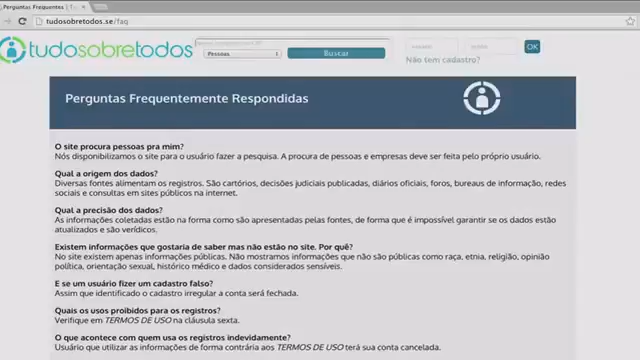 Perguntas Frequentes | T
tudosobretodos.se/faq
tudosobretodos
Pessoas
Buscar
OK
Não tem cadastro?
Perguntas Frequentemente Respondidas
O site procura pessoas pra mim?
Nós disponibilizamos o site para o usuário fazer a pesquisa. A procura de pessoas e empresas deve ser feita pelo próprio usuário.
Qual a origem dos dados?
Diversas fontes alimentam os registros. São cartórios, decisões judiciais publicadas, diários oficiais, foros, bureaus de informação, redes
sociais e consultas em sites públicos na internet.
Qual a precisão dos dados?
As informações coletadas estão na forma como são apresentadas pelas fontes, de forma que é impossível garantir se os dados estão
atualizados e são verídicos.
Existem informações que gostaria de saber mas não estão no site. Por quê?
No site existem apenas informações públicas. Não mostramos informações que não são públicas como raça, etnia, religião, opinião
política, orientação sexual, histórico médico e dados considerados sensíveis.
E se um usuário fizer um cadastro falso?
Assim que identificado o cadastro irregular a conta será fechada.
Quais os usos proibidos para os registros?
Verifique em TERMOS DE USO na cláusula sexta.
O que acontece com quem usa os registros indevidamente?
Usuário que utilizar as informações de forma contrária aos TERMOS DE USO terá sua conta cancelada.